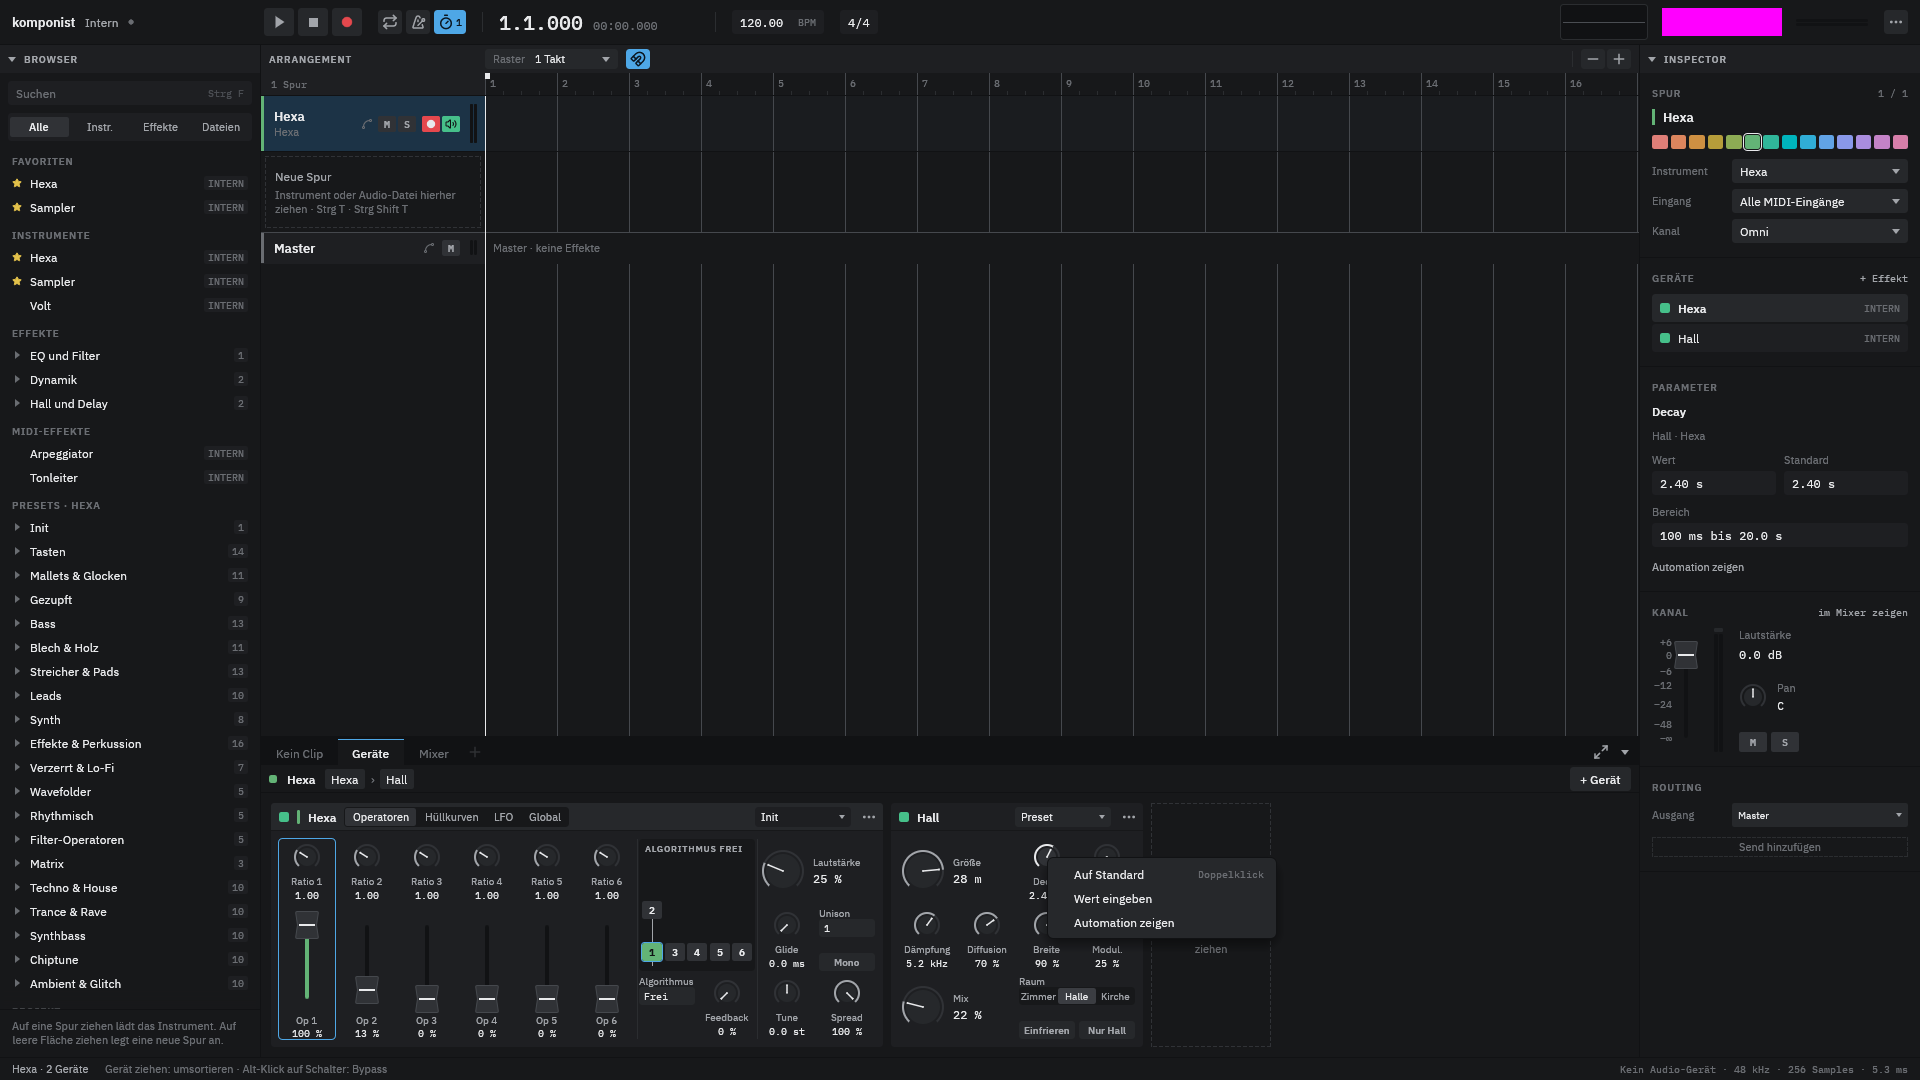 komponist Intern
1
1.1.000 00:00.000
120.00 BPM
4/4
BROWSER
Suchen Strg F
Alle Instr. Effekte Dateien
FAVORITEN
Hexa INTERN
Sampler INTERN
INSTRUMENTE
Hexa INTERN
Sampler INTERN
Volt INTERN
EFFEKTE
EQ und Filter 1
Dynamik 2
Hall und Delay 2
MIDI-EFFEKTE
Arpeggiator INTERN
Tonleiter INTERN
PRESETS · HEXA
Init 1
Tasten 14
Mallets & Glocken 11
Gezupft 9
Bass 13
Blech & Holz 11
Streicher & Pads 13
Leads 10
Synth 8
Effekte & Perkussion 16
Verzerrt & Lo-Fi 7
Wavefolder 5
Rhythmisch 5
Filter-Operatoren 5
Matrix 3
Techno & House 10
Trance & Rave 10
Synthbass 10
Chiptune 10
Ambient & Glitch 10
Auf eine Spur ziehen lädt das Instrument. Auf
leere Fläche ziehen legt eine neue Spur an.
ARRANGEMENT
Raster 1 Takt
1 Spur
1 2 3 4 5 6 7 8 9 10 11 12 13 14 15 16
Hexa
Hexa
M S
Neue Spur
Instrument oder Audio-Datei hierher
ziehen · Strg T · Strg Shift T
Master M
Master · keine Effekte
Kein Clip Geräte Mixer
Hexa Hexa › Hall
+ Gerät
Hexa Operatoren Hüllkurven LFO Global Init
Ratio 1 Ratio 2 Ratio 3 Ratio 4 Ratio 5 Ratio 6
1.00 1.00 1.00 1.00 1.00 1.00
Op 1 Op 2 Op 3 Op 4 Op 5 Op 6
100 % 13 % 0 % 0 % 0 % 0 %
ALGORITHMUS FREI
2
1 3 4 5 6
Algorithmus
Frei
Feedback
0 %
Lautstärke
25 %
Unison
1
Glide
0.0 ms
Mono
Tune
0.0 st
Spread
100 %
Hall Preset
Größe
28 m
Auf Standard Doppelklick
Wert eingeben
Automation zeigen
Dämpfung Diffusion Breite Modul.
5.2 kHz 70 % 90 % 25 %
Mix
22 %
Raum
Zimmer Halle Kirche
Einfrieren Nur Hall
ziehen
INSPECTOR
SPUR 1 / 1
Hexa
Instrument Hexa
Eingang Alle MIDI-Eingänge
Kanal Omni
GERÄTE + Effekt
Hexa INTERN
Hall INTERN
PARAMETER
Decay
Hall · Hexa
Wert Standard
2.40 s 2.40 s
Bereich
100 ms bis 20.0 s
Automation zeigen
KANAL im Mixer zeigen
+6
0
−6
−12
−24
−48
−∞
Lautstärke
0.0 dB
Pan
C
M S
ROUTING
Ausgang Master
Send hinzufügen
Hexa · 2 Geräte Gerät ziehen: umsortieren · Alt-Klick auf Schalter: Bypass
Kein Audio-Gerät · 48 kHz · 256 Samples · 5.3 ms